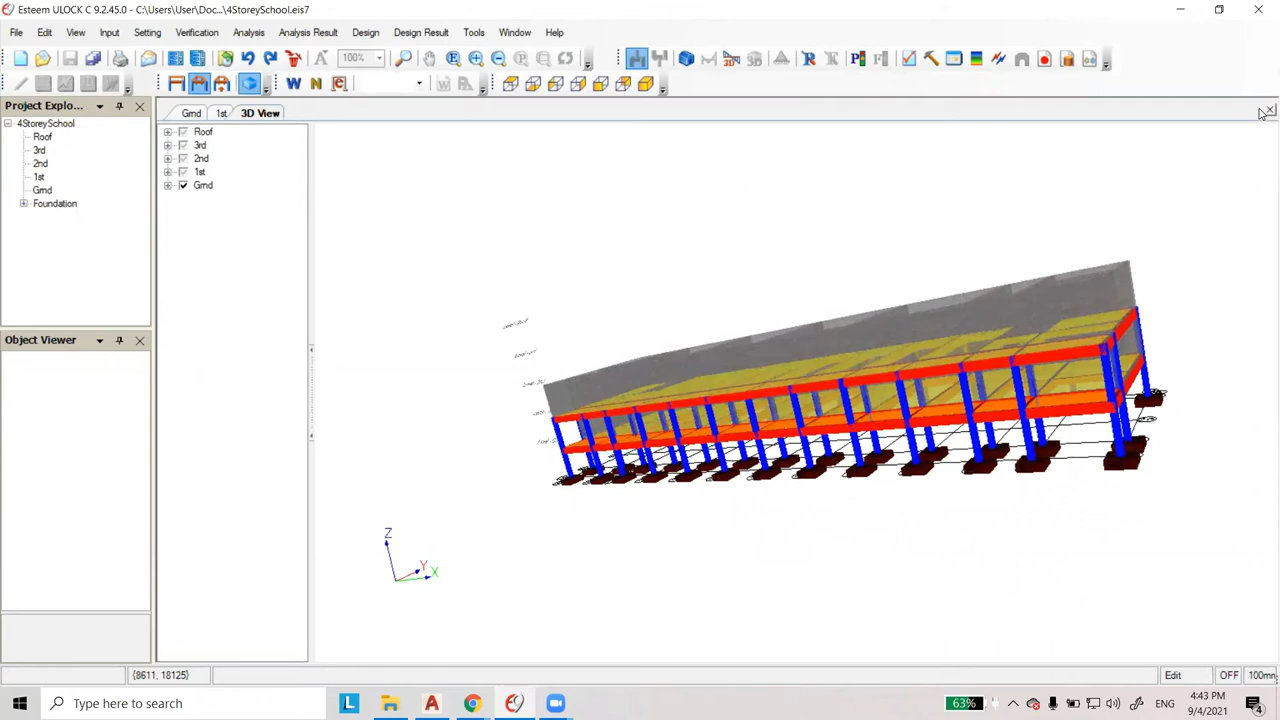 Esteem ULOCK C 9.2.45.0 - C:\Users\User\Doc...\4StoreySchool.eis7
File Edit View Input Setting Verification Analysis Analysis Result Design Design Result Tools Window Help
100%
W N
Project Explo...
Grnd 1st 3D View
4StoreySchool
Roof
3rd
2nd
1st
Grnd
Foundation
Roof
3rd
2nd
1st
Grnd
Object Viewer
Z
Y
X
{8611, 18125}
Edit OFF 100mm
Type here to search
63%
ENG
4:43 PM
9/4/2021
4